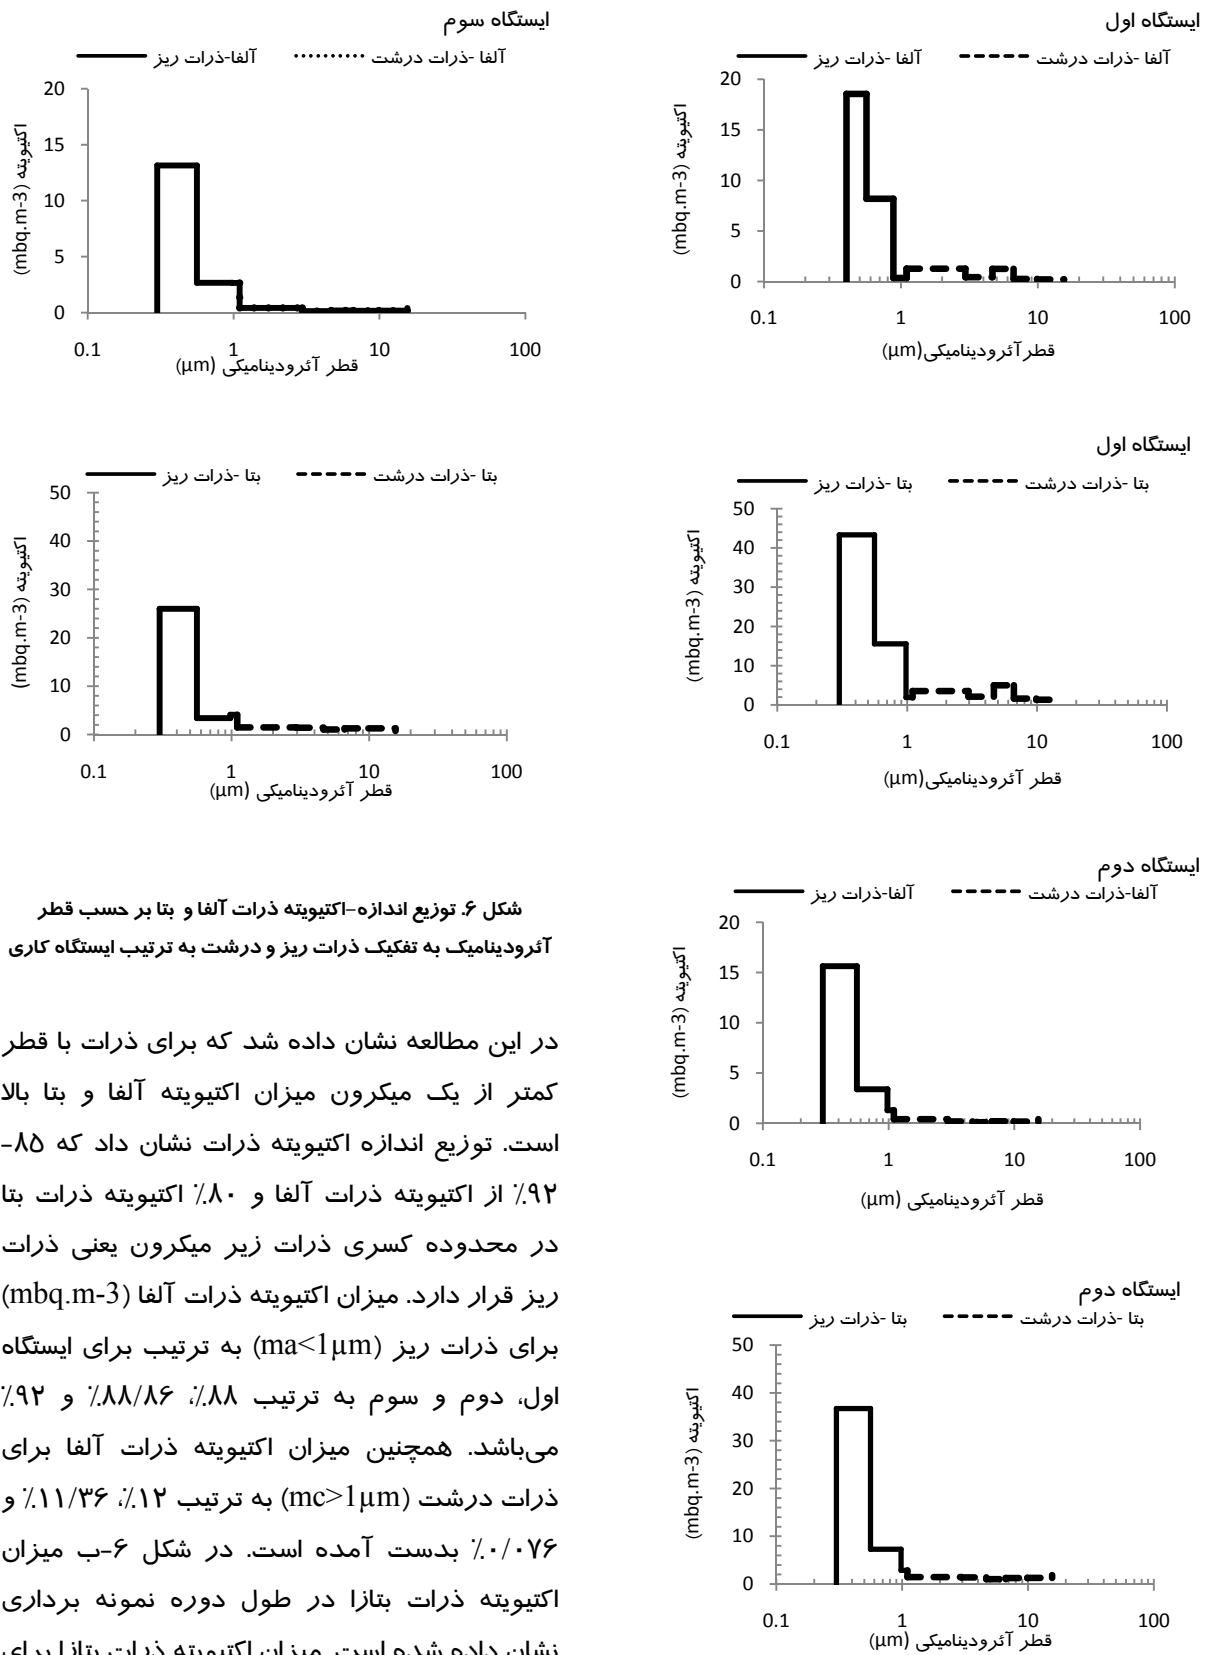 ایستگاه اول
آلفا -ذرات ریز آلفا -ذرات درشت
اکتیویته (mbq.m-3)
20
15
10
5
0
0.1 1 10 100
قطرآئرودینامیکی(µm)
ایستگاه اول
بتا -ذرات ریز بتا -ذرات درشت
اکتیویته (mbq.m-3)
50
40
30
20
10
0
0.1 1 10 100
قطر آئرودینامیکی(µm)
ایستگاه دوم
آلفا-ذرات ریز آلفا-ذرات درشت
اکتیویته (mbq.m-3)
20
15
10
5
0
0.1 1 10 100
قطر آئرودینامیکی (µm)
ایستگاه دوم
بتا -ذرات ریز بتا -ذرات درشت
اکتیویته (mbq.m-3)
50
40
30
20
10
0
0.1 1 10 100
قطر آئرودینامیکی (µm)
ایستگاه سوم
آلفا-ذرات ریز آلفا -ذرات درشت
اکتیویته (mbq.m-3)
20
15
10
5
0
0.1 1 10 100
قطر آئرودینامیکی (µm)
بتا -ذرات ریز بتا -ذرات درشت
اکتیویته (mbq.m-3)
50
40
30
20
10
0
0.1 1 10 100
قطر آئرودینامیکی (µm)
شکل ۶. توزیع اندازه-اکتیویته ذرات آلفا و بتا بر حسب قطر
آئرودینامیک به تفکیک ذرات ریز و درشت به ترتیب ایستگاه کاری
در این مطالعه نشان داده شد که برای ذرات با قطر
کمتر از یک میکرون میزان اکتیویته آلفا و بتا بالا
است. توزیع اندازه اکتیویته ذرات نشان داد که ۸۵-
۹۲٪ از اکتیویته ذرات آلفا و ۸۰٪ اکتیویته ذرات بتا
در محدوده کسری ذرات زیر میکرون یعنی ذرات
ریز قرار دارد. میزان اکتیویته ذرات آلفا (mbq.m-3)
برای ذرات ریز (ma<1µm) به ترتیب برای ایستگاه
اول، دوم و سوم به ترتیب ۸۸٪، ۸۸/۸۶٪ و ۹۲٪
می‌باشد. همچنین میزان اکتیویته ذرات آلفا برای
ذرات درشت (mc>1µm) به ترتیب ۱۲٪، ۱۱/۳۶٪ و
۰/۰۷۶٪ بدست آمده است. در شکل ۶-ب میزان
اکتیویته ذرات بتازا در طول دوره نمونه برداری
نشان داده شده است. میزان اکتیویته ذرات بتازا برای